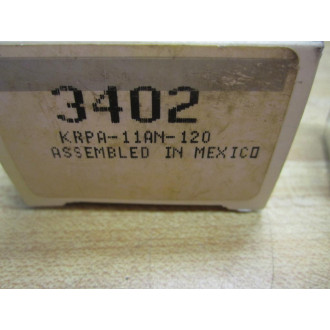 3402
KRPA-11AN-120
ASSEMBLED IN MEXICO